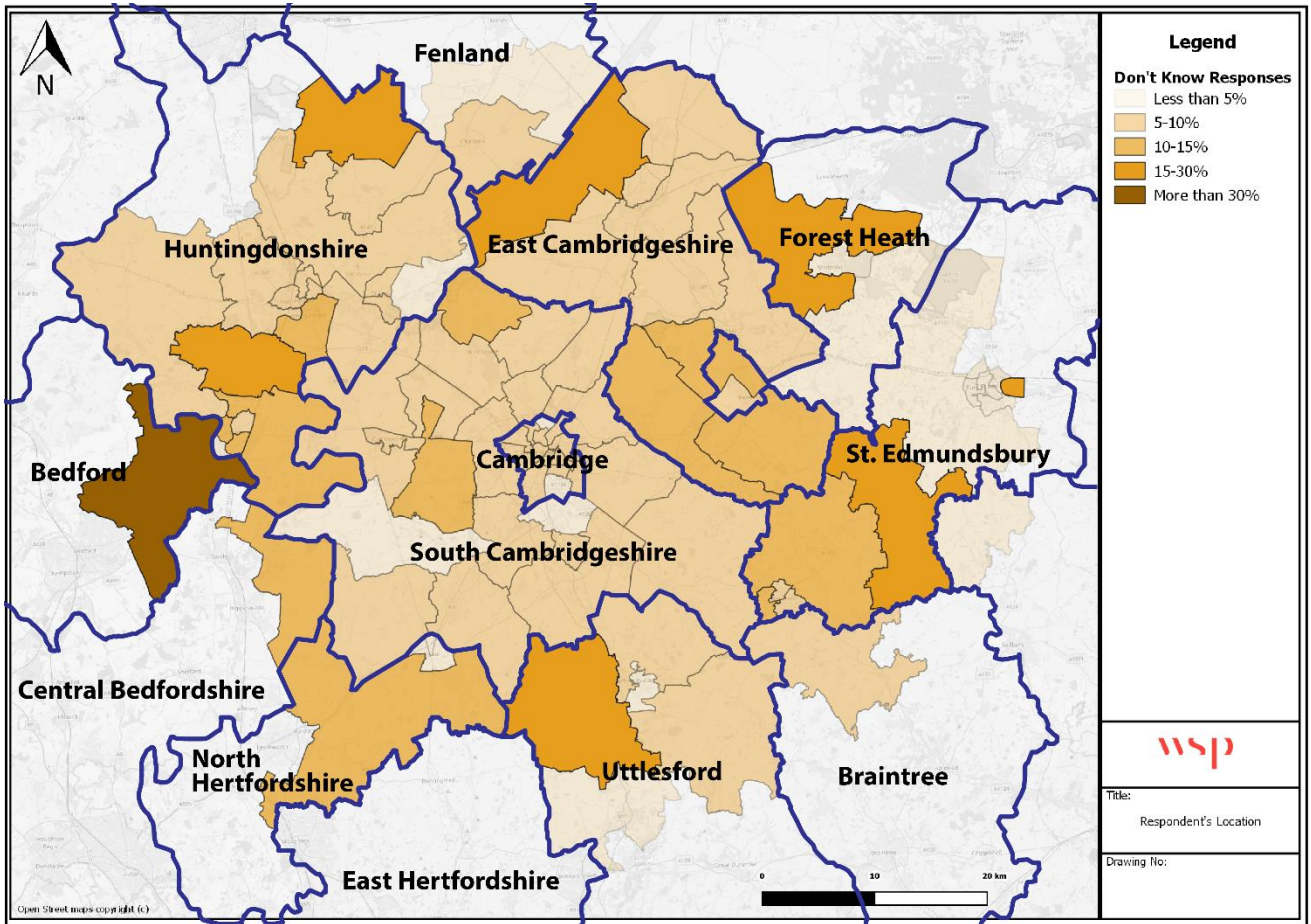 N
Fenland
Huntingdonshire
East Cambridgeshire
Forest Heath
Bedford
Cambridge
St. Edmundsbury
South Cambridgeshire
Central Bedfordshire
North
Hertfordshire
Uttlesford
Braintree
East Hertfordshire
0
10
20 km
Open Street maps copyright (c)
Legend
Don't Know Responses
Less than 5%
5-10%
10-15%
15-30%
More than 30%
wsp
Title:
Respondent's Location
Drawing No: